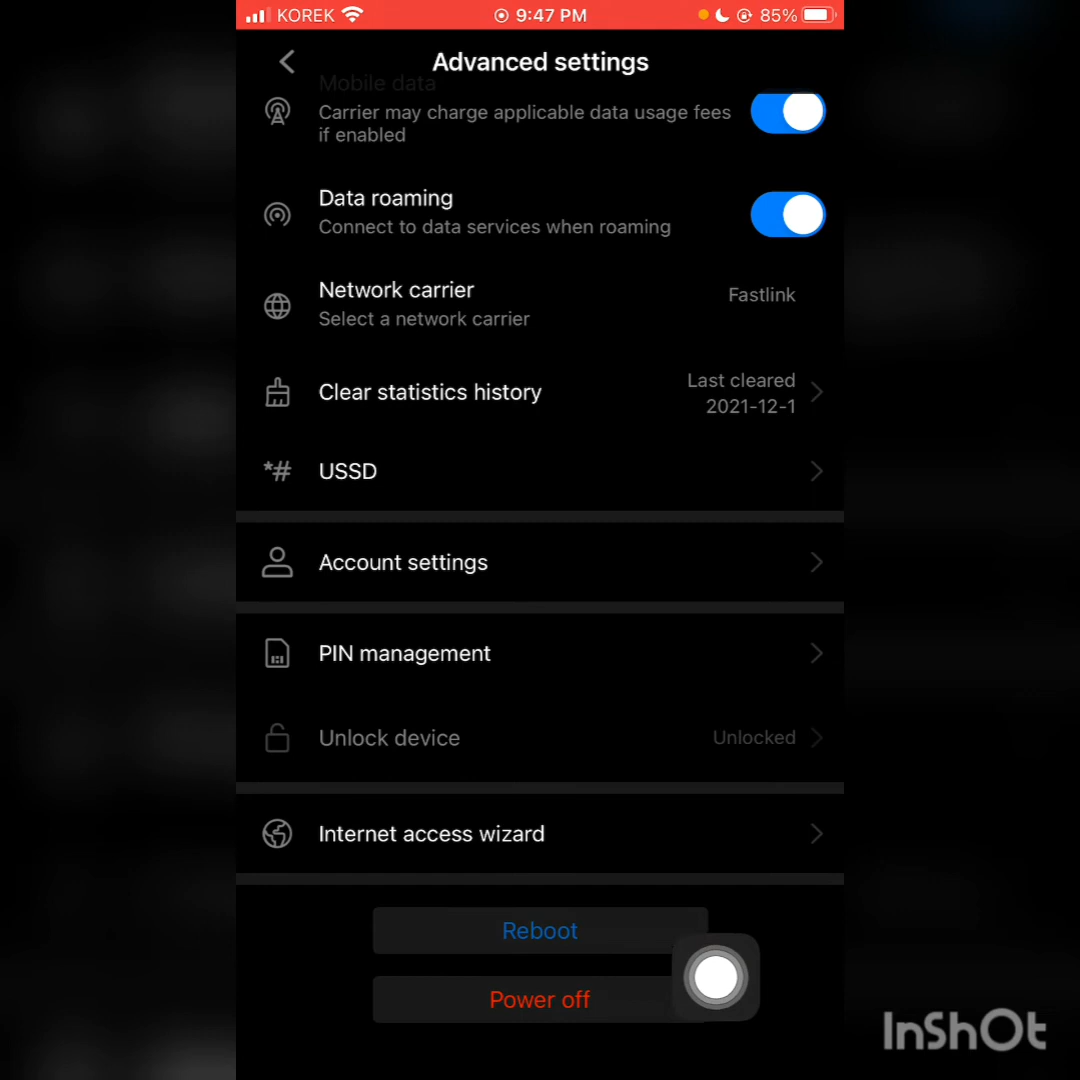 KOREK 9:47 PM 85%
Advanced settings
Mobile data
Carrier may charge applicable data usage fees
if enabled
Data roaming
Connect to data services when roaming
Network carrier
Fastlink
Select a network carrier
Clear statistics history
Last cleared
2021-12-1
*# USSD
Account settings
PIN management
Unlock device
Unlocked
Internet access wizard
Reboot
Power off
InShOt